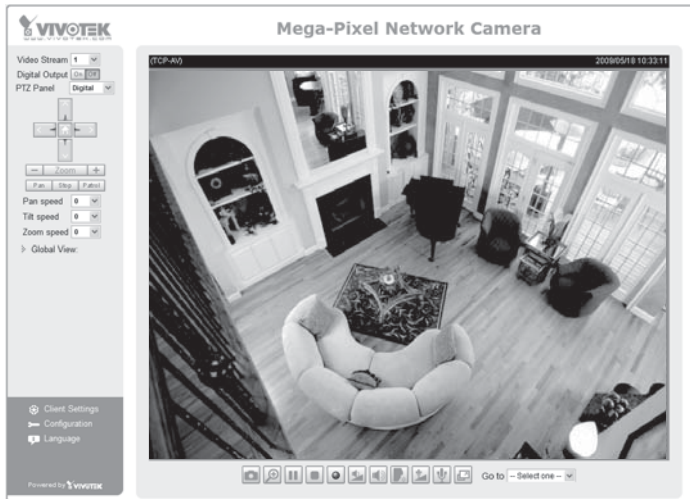 VIVOTEK
www.vivotek.com
Mega-Pixel Network Camera
Video Stream 1
Digital Output On Off
PTZ Panel Digital
Zoom
Pan Stop Patrol
Pan speed 0
Tilt speed 0
Zoom speed 0
Global View:
(TCP-AV) 2009/05/18 10:33:11
Client Settings
Configuration
Language
Powered by VIVOTEK
Go to -- Select one --